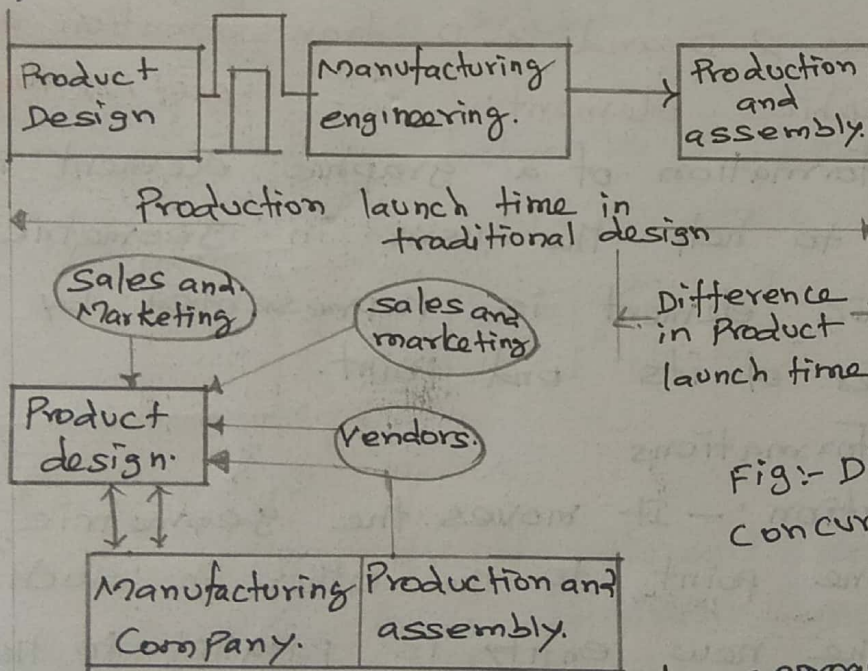 Product
Design
Manufacturing
engineering.
Production
and
assembly.
Production launch time in
traditional design
Sales and
Marketing
Sales and
marketing
Difference
in Product
launch time
Product
design.
Vendors.
Fig:- D
Concur
Manufacturing
Company.
Production and
assembly.